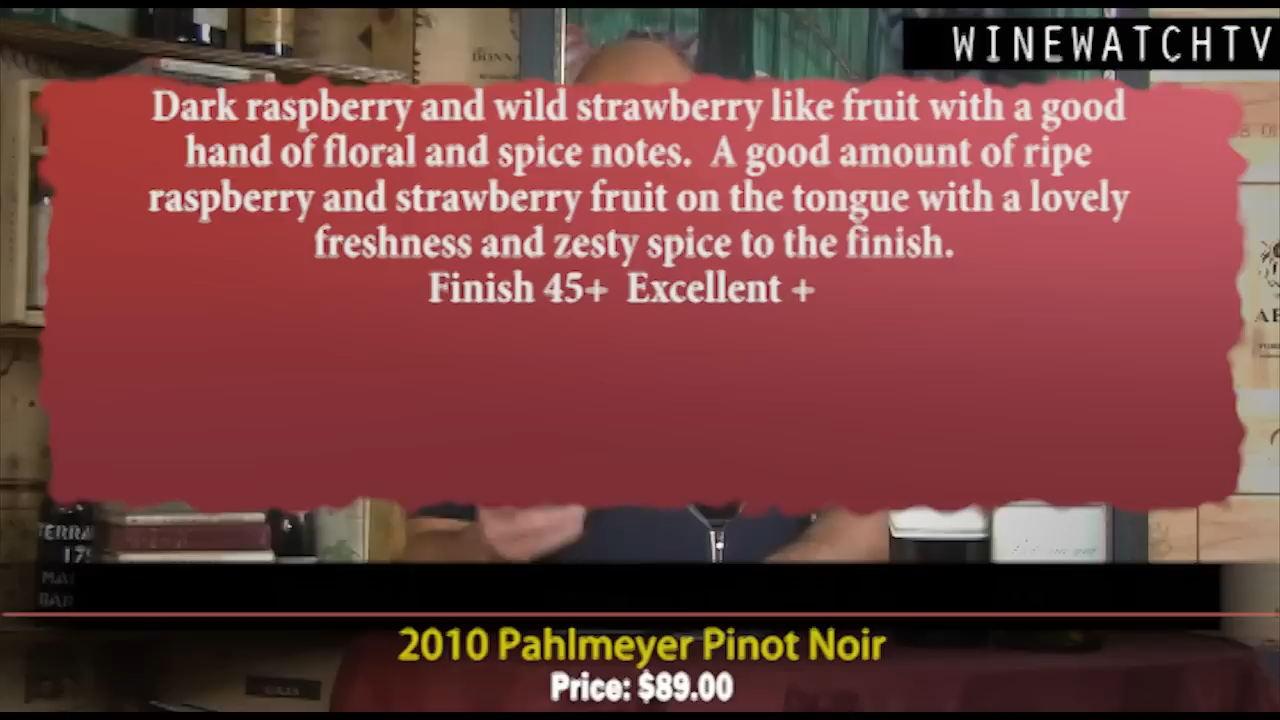 WINEWATCHTV
Dark raspberry and wild strawberry like fruit with a good
hand of floral and spice notes.  A good amount of ripe
raspberry and strawberry fruit on the tongue with a lovely
freshness and zesty spice to the finish.
Finish 45+  Excellent +
2010 Pahlmeyer Pinot Noir
Price: $89.00